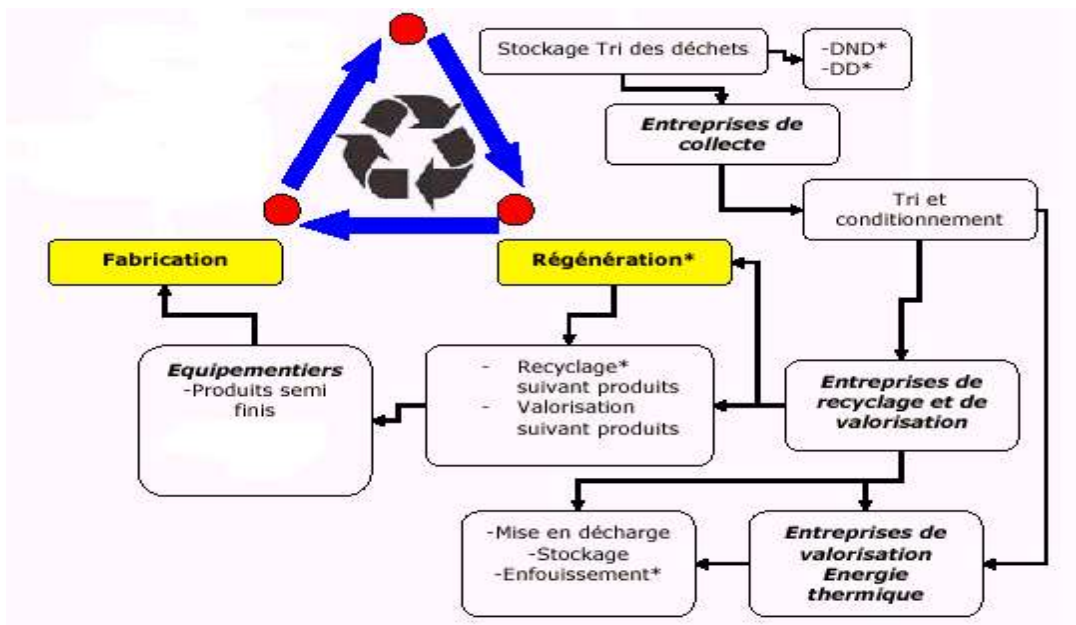 Stockage Tri des déchets
-DND*
-DD*
Entreprises de
collecte
Tri et
conditionnement
Fabrication
Régénération*
Equipementiers
-Produits semi
finis
- Recyclage*
suivant produits
- Valorisation
suivant produits
Entreprises de
recyclage et de
valorisation
-Mise en décharge
-Stockage
-Enfouissement*
Entreprises de
valorisation
Energie
thermique